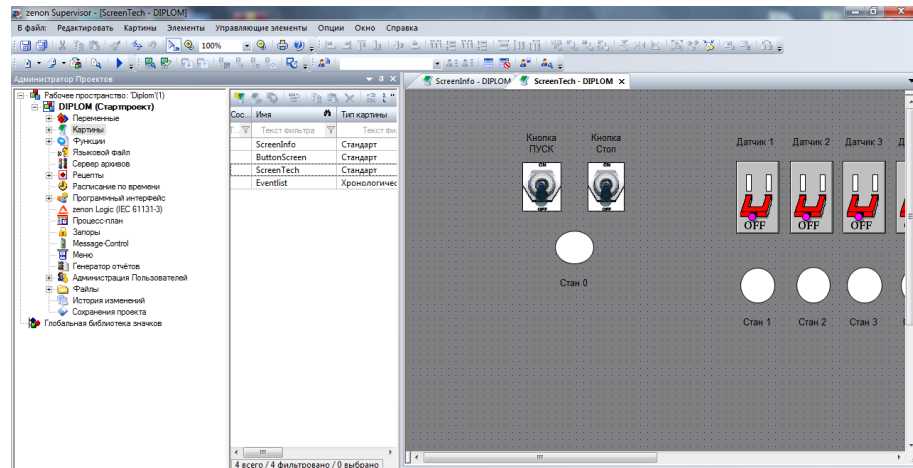 zenon Supervisor - [ScreenTech - DIPLOM]
В файл: Редактировать Картины Элементы Управляющие элементы Опции Окно Справка
100%
Администратор Проектов
ScreenInfo - DIPLOM ScreenTech - DIPLOM
Рабочее пространство: 'Diplom'(1)
DIPLOM (Стартпроект)
Переменные
Картины
Функции
Языковой файл
Сервер архивов
Рецепты
Расписание по времени
Программный интерфейс
zenon Logic (IEC 61131-3)
Процесс-план
Запоры
Message-Control
Меню
Генератор отчётов
Администрация Пользователей
Файлы
История изменений
Сохранения проекта
Глобальная библиотека значков
Сос... Имя Тип картины
Т... Текст фильтра Текст фи
ScreenInfo Стандарт
ButtonScreen Стандарт
ScreenTech Стандарт
Eventlist Хронологичес
4 всего / 4 фильтровано / 0 выбрано
Кнопка ПУСК
Кнопка Стоп
Датчик 1 Датчик 2 Датчик 3 Д
ON ON
OFF OFF
OFF OFF OFF
Стан 0
Стан 1 Стан 2 Стан 3